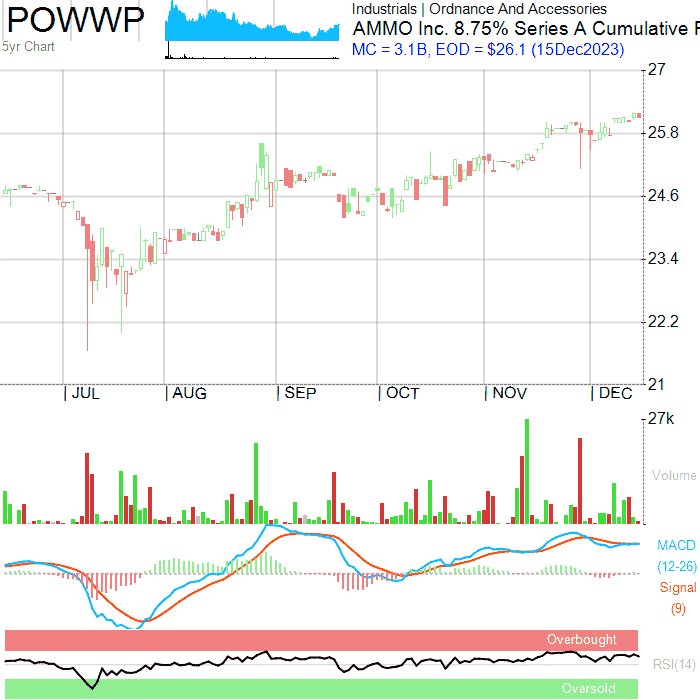 POWWP
5yr Chart
Industrials | Ordnance And Accessories
AMMO Inc. 8.75% Series A Cumulative
MC = 3.1B, EOD = $26.1 (15Dec2023)
27
25.8
24.6
23.4
22.2
21
| JUL | AUG | SEP | OCT | NOV | DEC
27k
Volume
MACD
(12-26)
Signal
(9)
Overbought
RSI(14)
Oversold